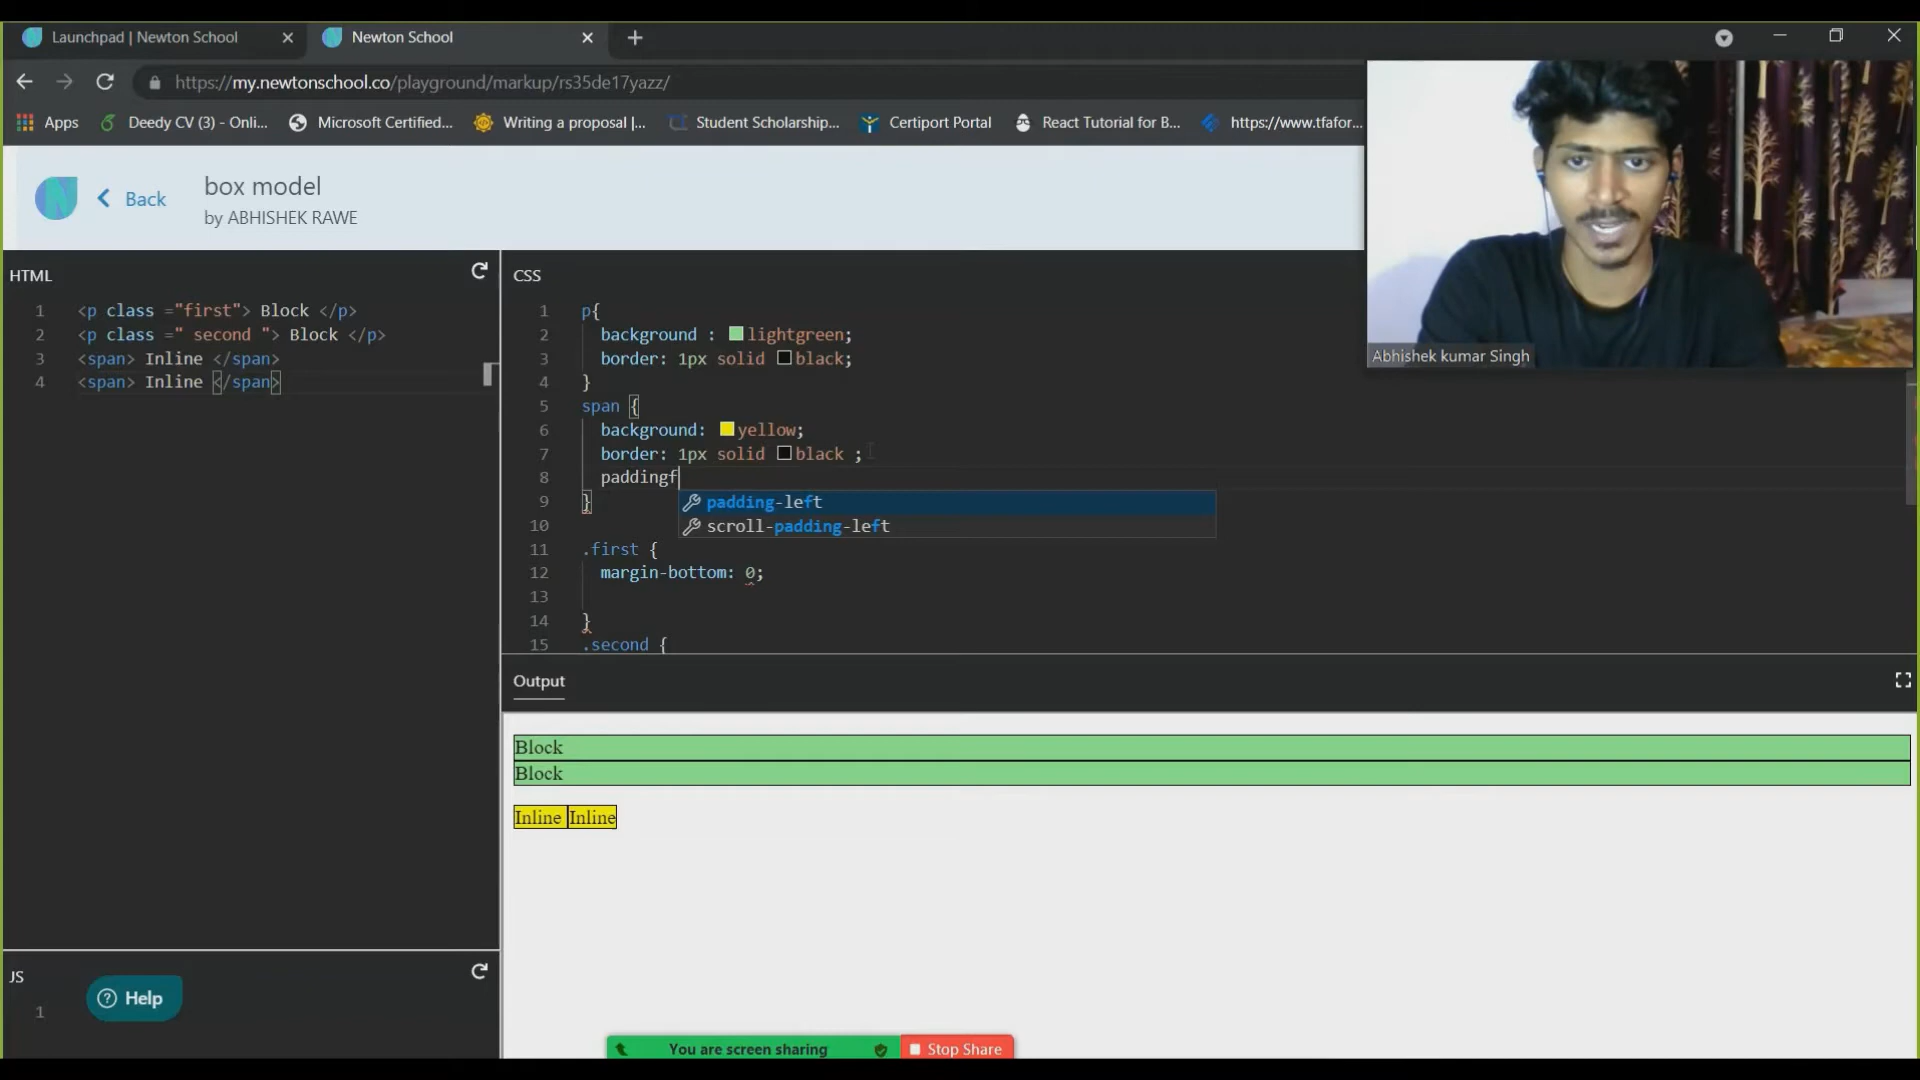 Launchpad | Newton School
Newton School
https://my.newtonschool.co/playground/markup/rs35de17yazz/
Apps
Deedy CV (3) - Onli...
Microsoft Certified...
Writing a proposal |...
Student Scholarship...
Certiport Portal
React Tutorial for B...
https://www.tfafor...
Back
box model
by ABHISHEK RAWE
Abhishek kumar Singh
HTML
1 <p class ="first"> Block </p>
2 <p class =" second "> Block </p>
3 <span> Inline </span>
4 <span> Inline </span>
CSS
1 p{
2 background : lightgreen;
3 border: 1px solid black;
4 }
5 span {
6 background: yellow;
7 border: 1px solid black ;
8 paddingf
padding-left
scroll-padding-left
9 }
10
11 .first {
12 margin-bottom: 0;
13
14 }
15 .second {
Output
Block
Block
Inline Inline
JS
1
Help
You are screen sharing
Stop Share